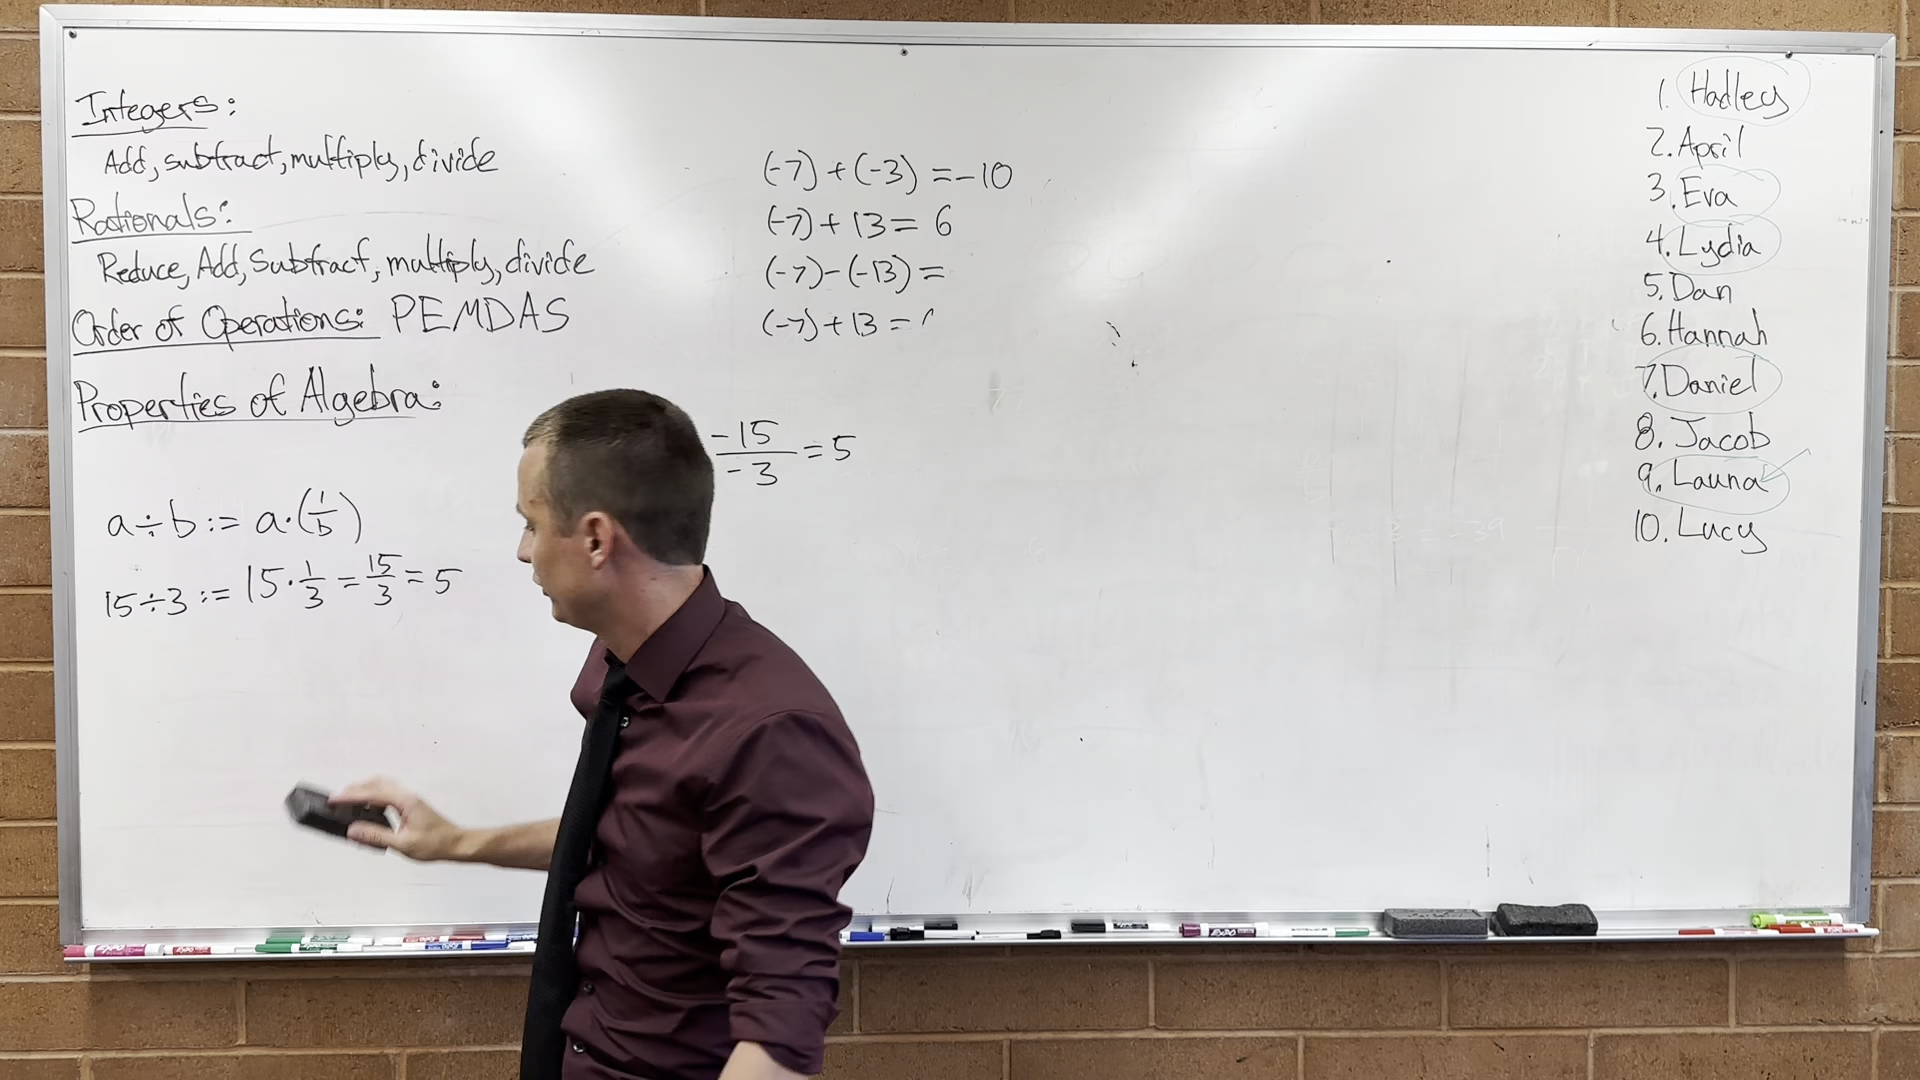 Integers:
Add, subtract, multiply, divide
Rationals:
Reduce, Add, Subtract, multiply, divide
Order of Operations: PEMDAS
Properties of Algebra:
a÷b := a·(1/b)
15÷3 := 15·1/3 = 15/3 = 5
(-7)+(-3) = -10
(-7)+13 = 6
(-7)-(-13) =
(-7)+13 =
-15/-3 = 5
1. Hadley
2. April
3. Eva
4. Lydia
5. Dan
6. Hannah
7. Daniel
8. Jacob
9. Launa
10. Lucy
EXPO